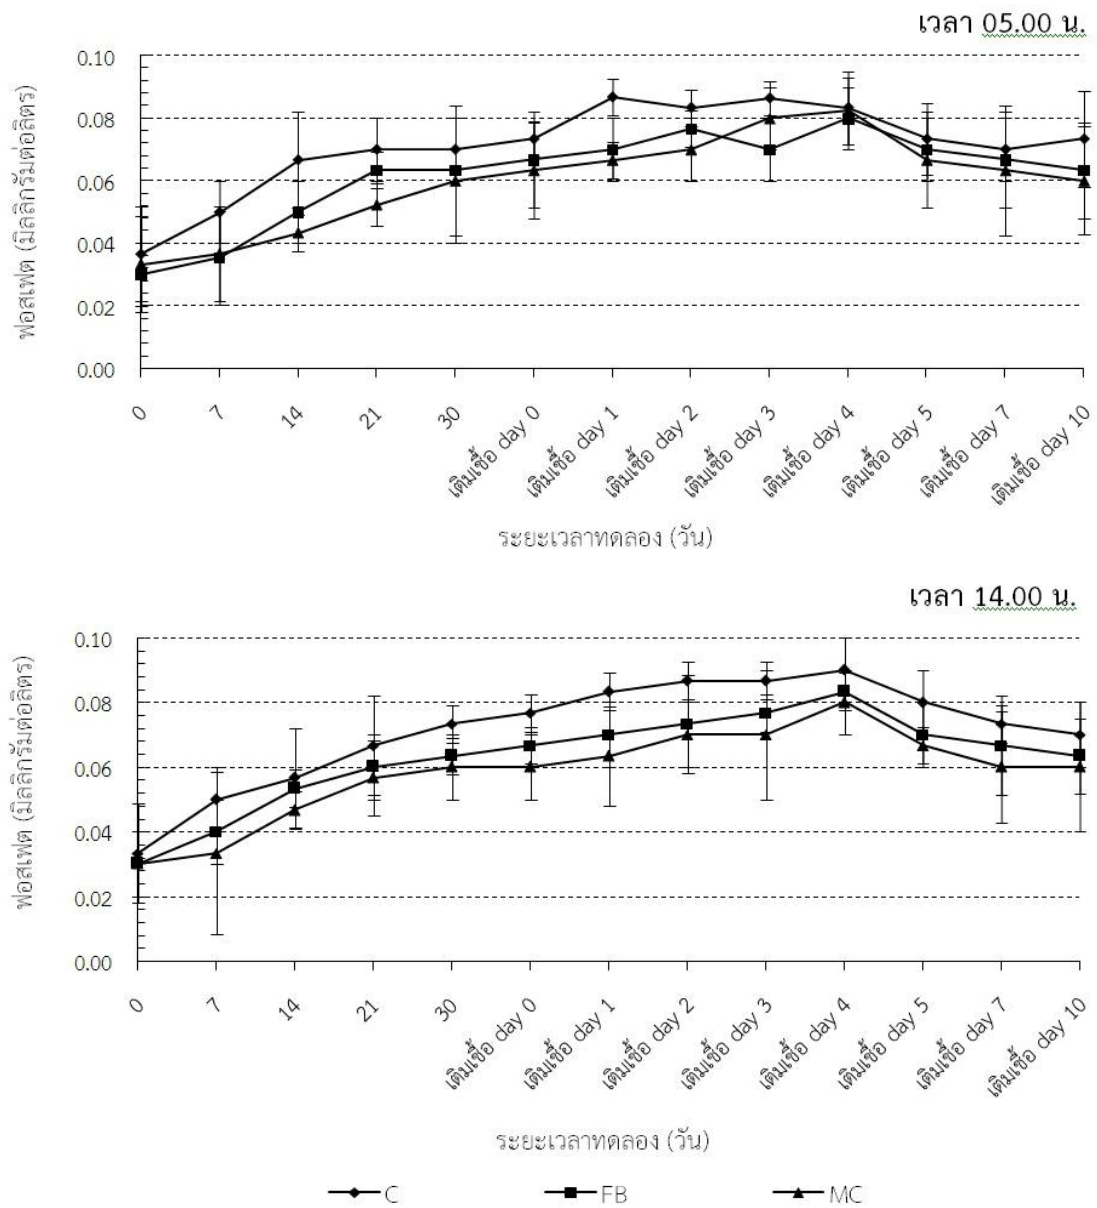 เวลา 05.00 น.
ฟอสเฟต (มิลลิกรัมต่อลิตร)
0.10
0.08
0.06
0.04
0.02
0.00
0
7
14
21
30
เติมเชื้อ day 0
เติมเชื้อ day 1
เติมเชื้อ day 2
เติมเชื้อ day 3
เติมเชื้อ day 4
เติมเชื้อ day 5
เติมเชื้อ day 7
เติมเชื้อ day 10
ระยะเวลาทดลอง (วัน)
เวลา 14.00 น.
ฟอสเฟต (มิลลิกรัมต่อลิตร)
0.10
0.08
0.06
0.04
0.02
0.00
0
7
14
21
30
เติมเชื้อ day 0
เติมเชื้อ day 1
เติมเชื้อ day 2
เติมเชื้อ day 3
เติมเชื้อ day 4
เติมเชื้อ day 5
เติมเชื้อ day 7
เติมเชื้อ day 10
ระยะเวลาทดลอง (วัน)
C FB MC